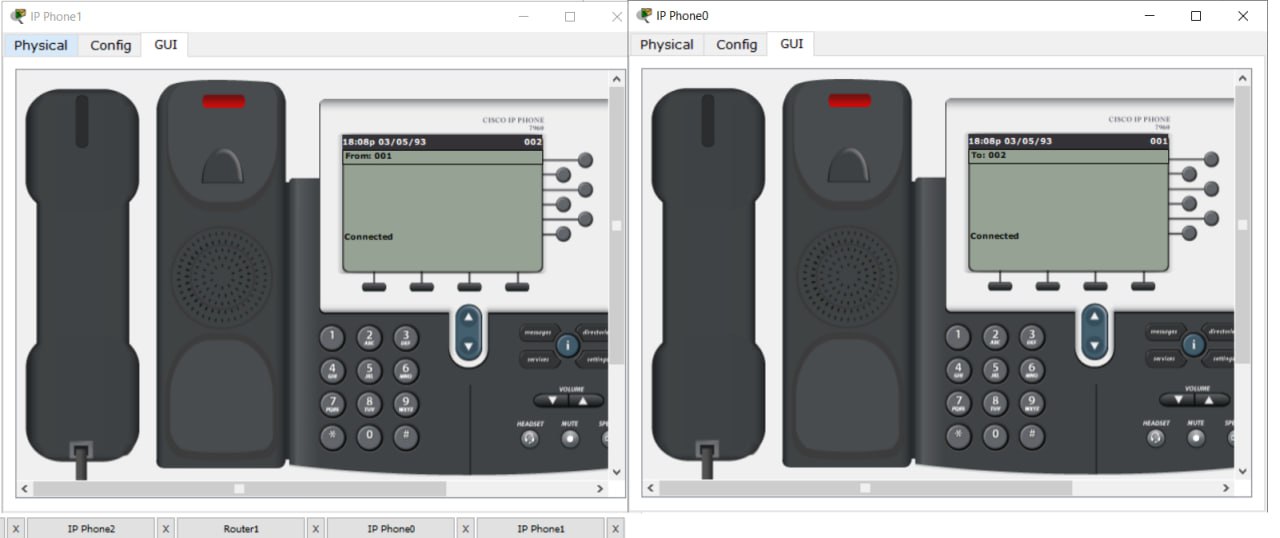 IP Phone1
Physical Config GUI
CISCO IP PHONE
7960
18:08p 03/05/93 002
From: 001
Connected
1 2 ABC 3 DEF
4 GHI 5 JKL 6 MNO
7 PQRS 8 TUV 9 WXYZ
* 0 #
messages directorie
i
services settings
VOLUME
HEADSET MUTE SPE
IP Phone0
Physical Config GUI
CISCO IP PHONE
7960
18:08p 03/05/93 001
To: 002
Connected
1 2 ABC 3 DEF
4 GHI 5 JKL 6 MNO
7 PQRS 8 TUV 9 WXYZ
* 0 #
messages directorie
i
services settings
VOLUME
HEADSET MUTE SPE
X IP Phone2 X Router1 X IP Phone0 X IP Phone1 X